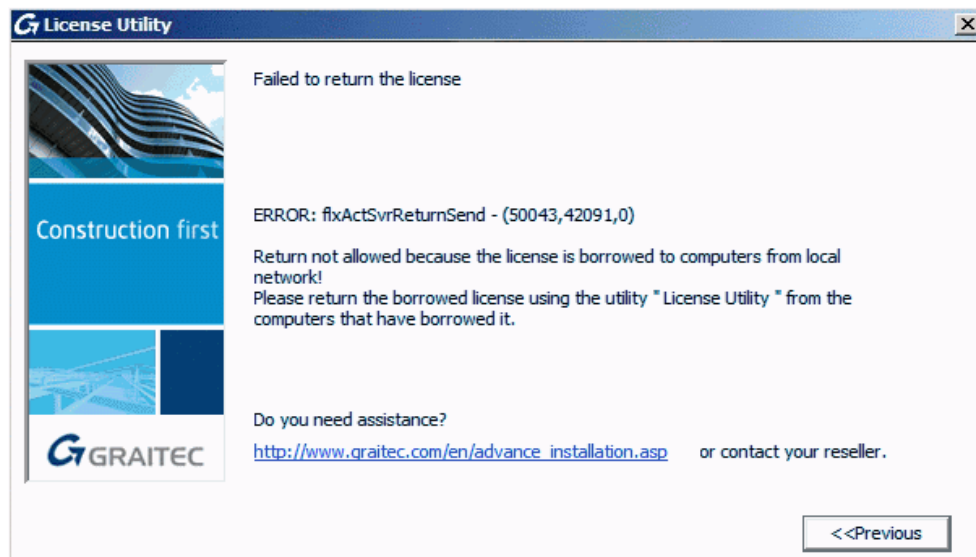 License Utility
Failed to return the license
Construction first
ERROR: flxActSvrReturnSend - (50043,42091,0)
Return not allowed because the license is borrowed to computers from local
network!
Please return the borrowed license using the utility " License Utility " from the
computers that have borrowed it.
Do you need assistance?
http://www.graitec.com/en/advance_installation.asp or contact your reseller.
GRAITEC
<<Previous